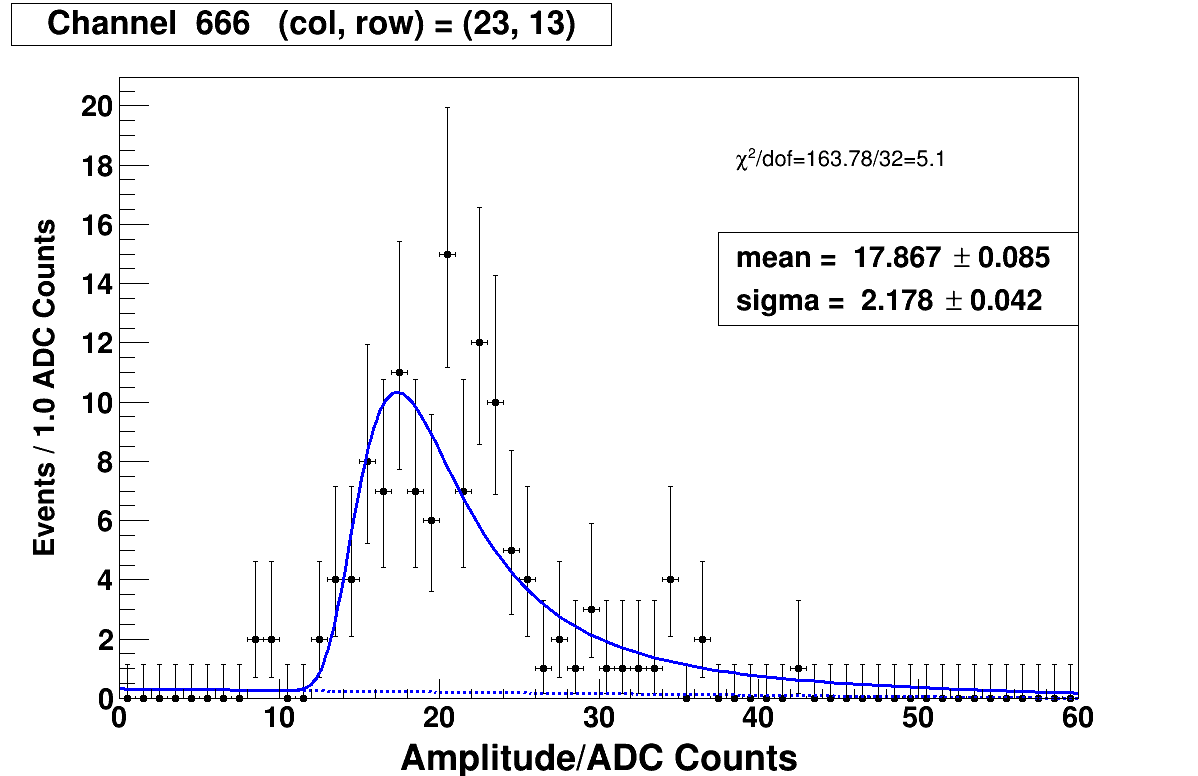 Channel 666 (col, row) = (23, 13)
20
18
16
14
12
10
8
6
4
2
0
Events / 1.0 ADC Counts
χ²/dof=163.78/32=5.1
mean = 17.867 ± 0.085
sigma = 2.178 ± 0.042
0 10 20 30 40 50 60
Amplitude/ADC Counts